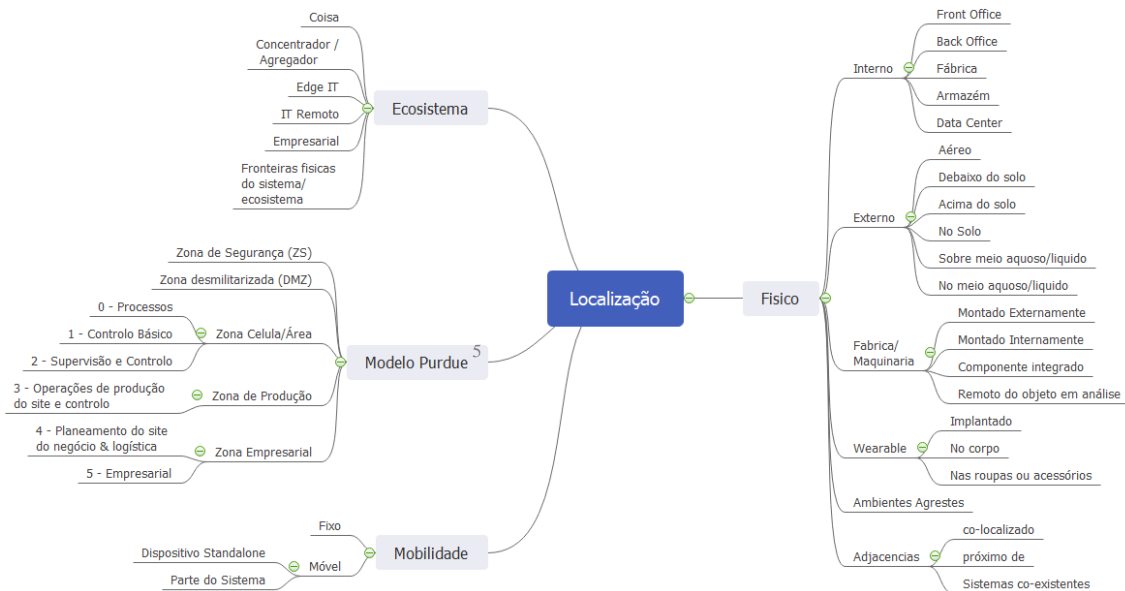 Localização
Ecosistema
Coisa
Concentrador /
Agregador
Edge IT
IT Remoto
Empresarial
Fronteiras fisicas
do sistema/
ecosistema
Modelo Purdue 5
Zona de Segurança (ZS)
Zona desmilitarizada (DMZ)
Zona Celula/Área
0 - Processos
1 - Controlo Básico
2 - Supervisão e Controlo
Zona de Produção
3 - Operações de produção
do site e controlo
Zona Empresarial
4 - Planeamento do site
do negócio & logística
5 - Empresarial
Mobilidade
Fixo
Móvel
Dispositivo Standalone
Parte do Sistema
Fisico
Interno
Front Office
Back Office
Fábrica
Armazém
Data Center
Externo
Aéreo
Debaixo do solo
Acima do solo
No Solo
Sobre meio aquoso/liquido
No meio aquoso/liquido
Fabrica/
Maquinaria
Montado Externamente
Montado Internamente
Componente integrado
Remoto do objeto em análise
Wearable
Implantado
No corpo
Nas roupas ou acessórios
Ambientes Agrestes
Adjacencias
co-localizado
próximo de
Sistemas co-existentes